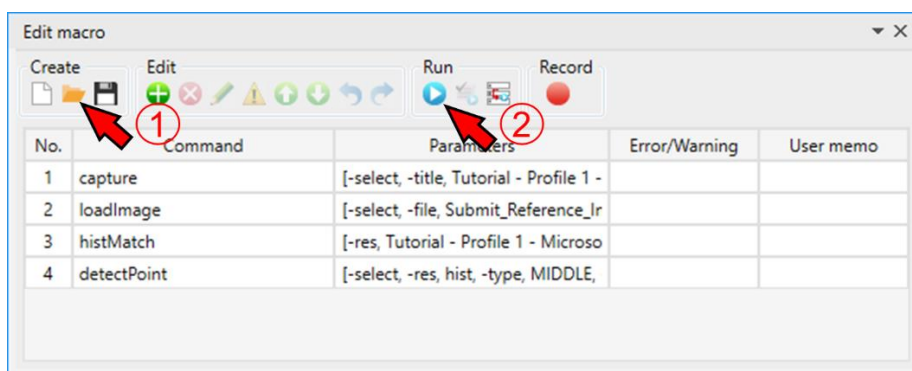 Edit macro
Create Edit Run Record
① ②
No. Command Parameters Error/Warning User memo
1 capture [-select, -title, Tutorial - Profile 1 -
2 loadImage [-select, -file, Submit_Reference_Ir
3 histMatch [-res, Tutorial - Profile 1 - Microso
4 detectPoint [-select, -res, hist, -type, MIDDLE,